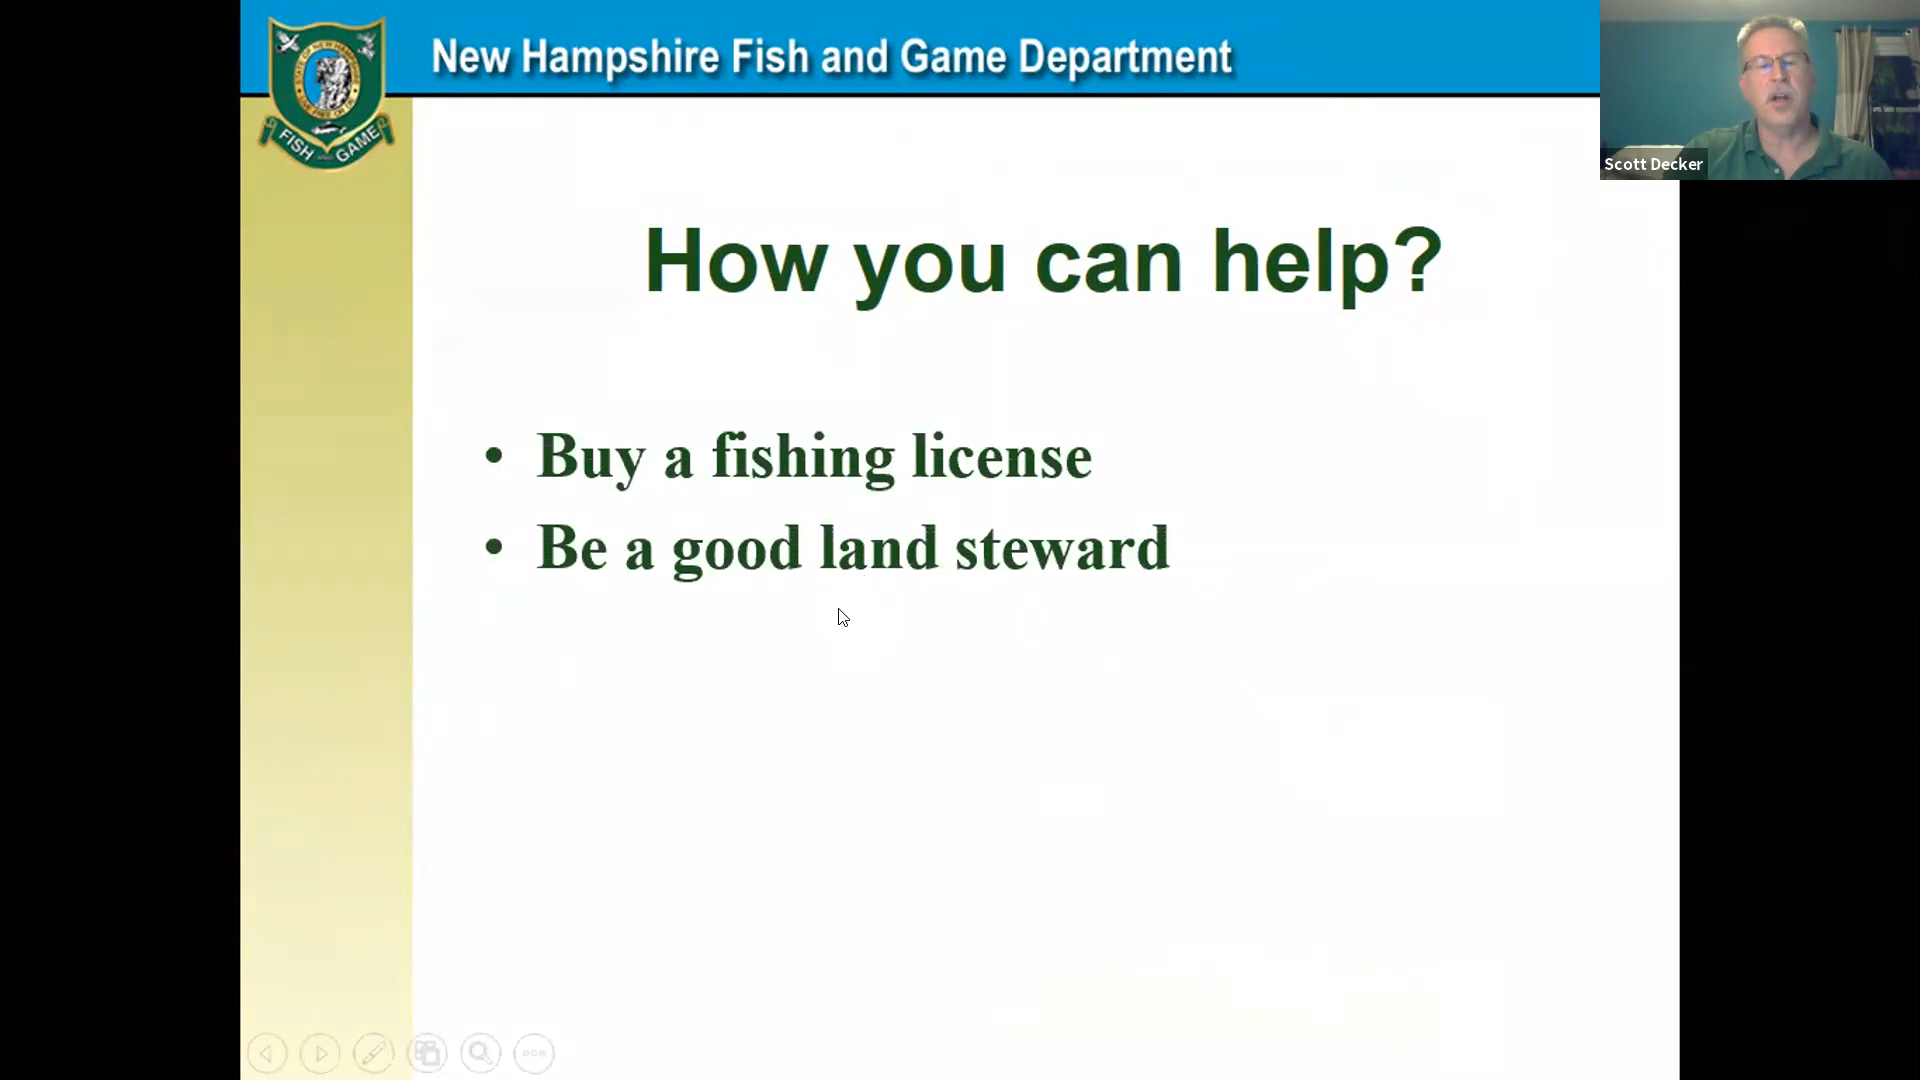 New Hampshire Fish and Game Department
FISH AND GAME
Scott Decker
How you can help?
• Buy a fishing license
• Be a good land steward